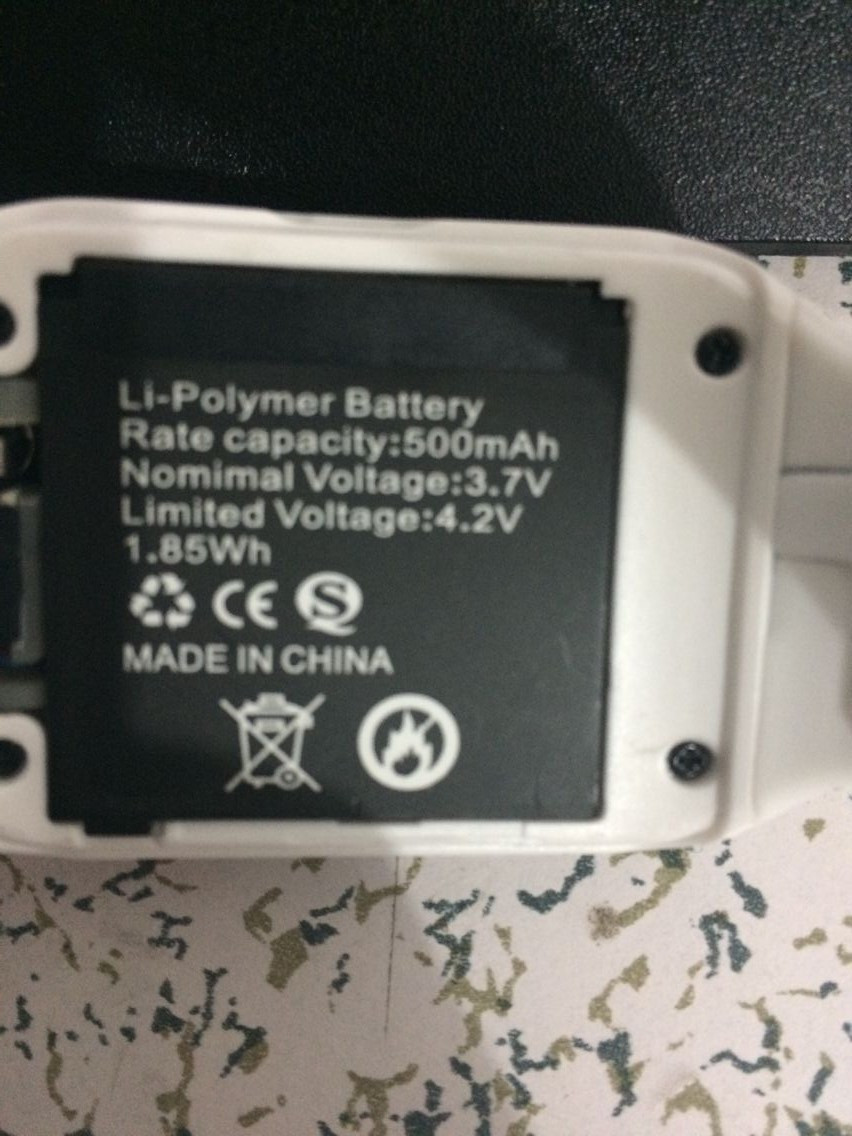 Li-Polymer Battery
Rate capacity:500mAh
Nomimal Voltage:3.7V
Limited Voltage:4.2V
1.85Wh
CE S
MADE IN CHINA